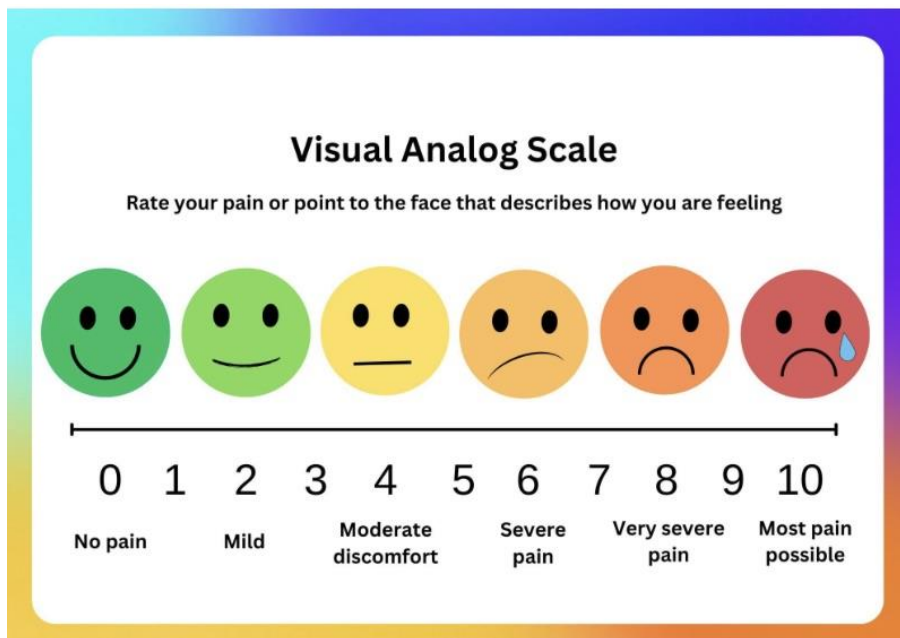 Visual Analog Scale
Rate your pain or point to the face that describes how you are feeling
0 1 2 3 4 5 6 7 8 9 10
No pain
Mild
Moderate
discomfort
Severe
pain
Very severe
pain
Most pain
possible